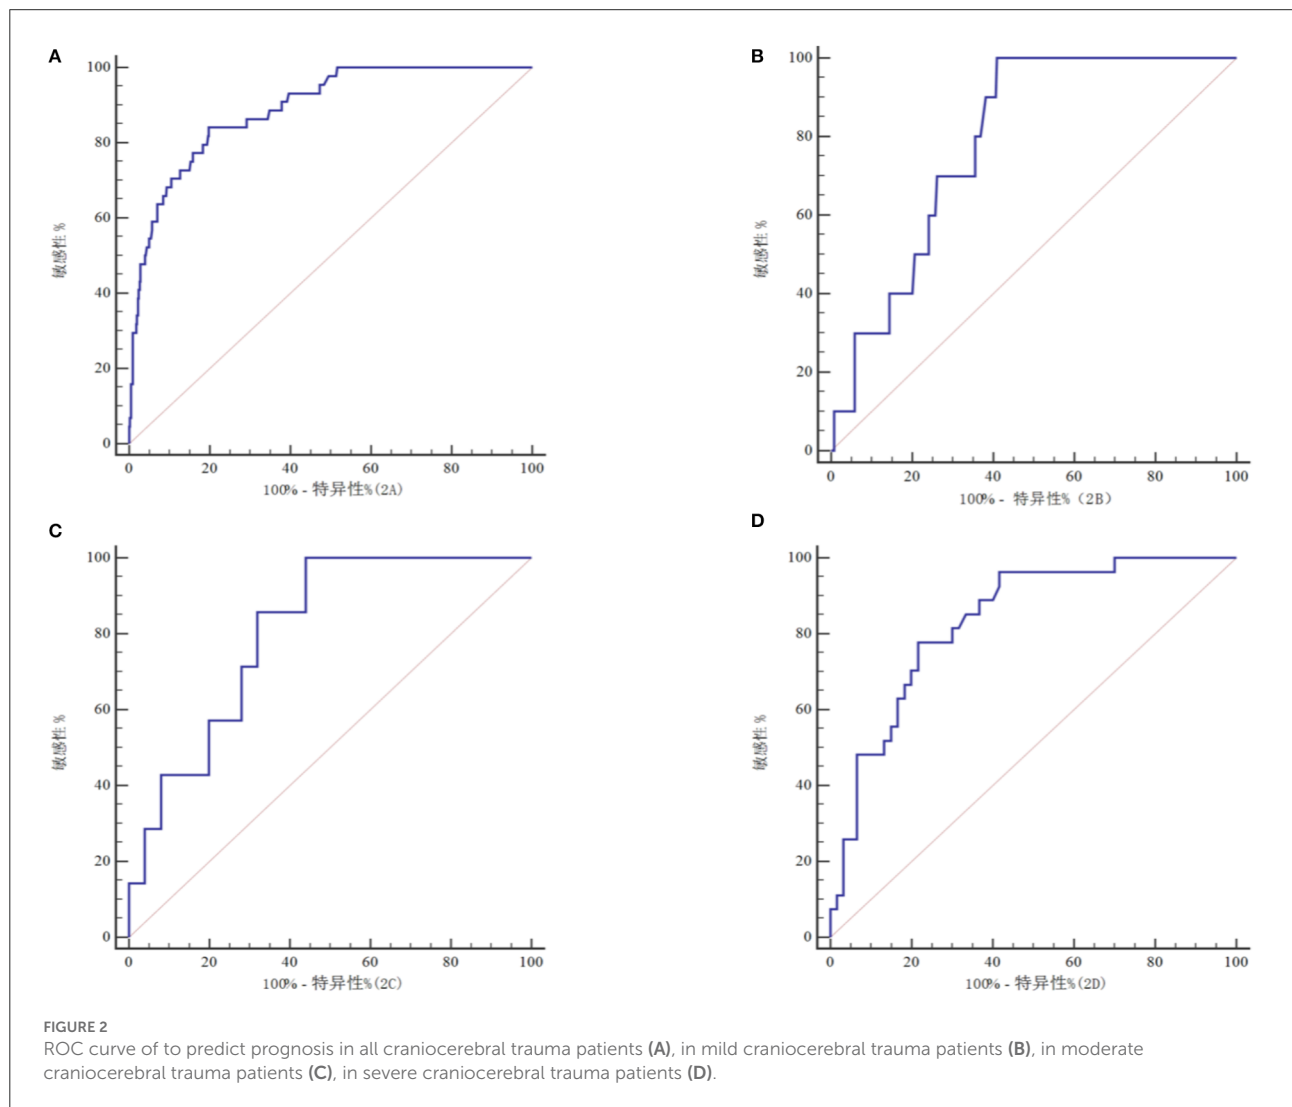 A
100
80
60
40
20
0
敏感性 %
0 20 40 60 80 100
100% - 特异性%(2A)
B
100
80
60
40
20
0
敏感性 %
0 20 40 60 80 100
100% - 特异性%（2B）
C
100
80
60
40
20
0
敏感性 %
0 20 40 60 80 100
100% - 特异性%(2C)
D
100
80
60
40
20
0
敏感性 %
0 20 40 60 80 100
100% - 特异性%(2D)
FIGURE 2
ROC curve of to predict prognosis in all craniocerebral trauma patients (A), in mild craniocerebral trauma patients (B), in moderate
craniocerebral trauma patients (C), in severe craniocerebral trauma patients (D).